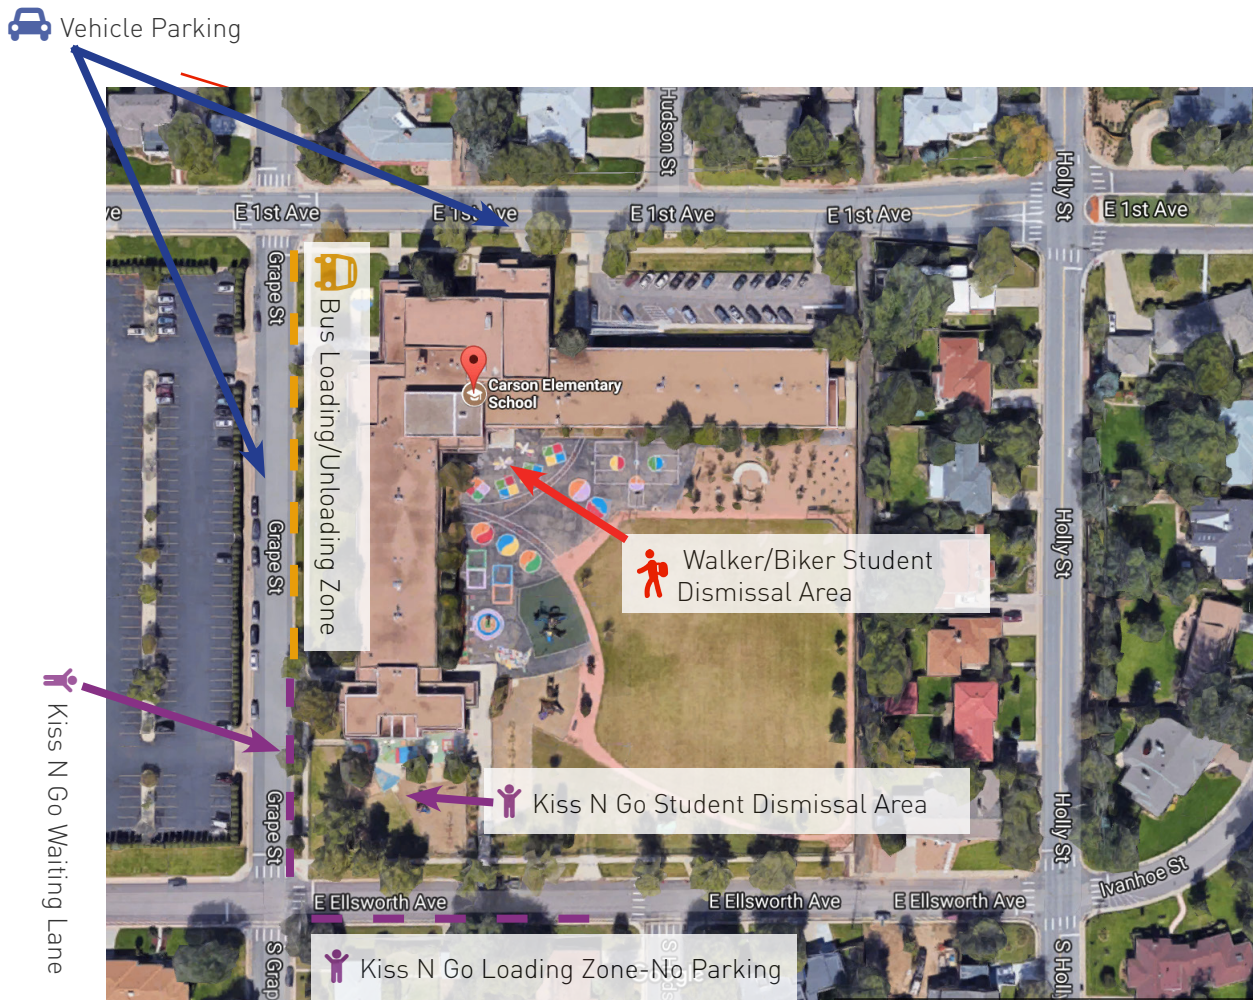 Vehicle Parking
Hudson St
Holly St
ve
E 1st Ave
E 1st Ave
E 1st Ave
E 1st Ave
E 1st Ave
Grape St
Bus Loading/Unloading Zone
Carson Elementary
School
Grape St
Holly St
Walker/Biker Student
Dismissal Area
Kiss N Go Waiting Lane
Grape St
Kiss N Go Student Dismissal Area
Holly St
Ivanhoe St
E Ellsworth Ave
E Ellsworth Ave
E Ellsworth Ave
S Grap
S Holl
Kiss N Go Loading Zone-No Parking